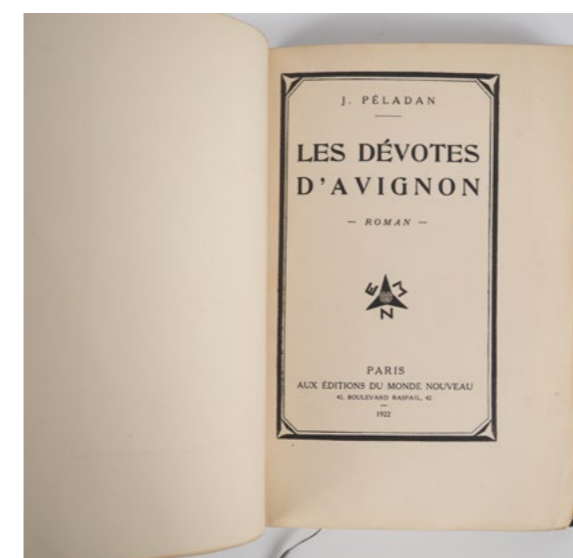 J. PÉLADAN
LES DÉVOTES
D'AVIGNON
— ROMAN —
E M
N
PARIS
AUX ÉDITIONS DU MONDE NOUVEAU
42, BOULEVARD RASPAIL, 42
1922